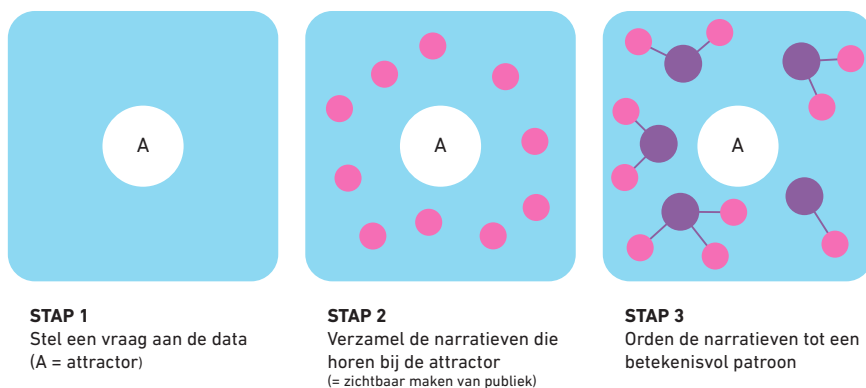 A
A
A
STAP 1
Stel een vraag aan de data
(A = attractor)
STAP 2
Verzamel de narratieven die
horen bij de attractor
(= zichtbaar maken van publiek)
STAP 3
Orden de narratieven tot een
betekenisvol patroon